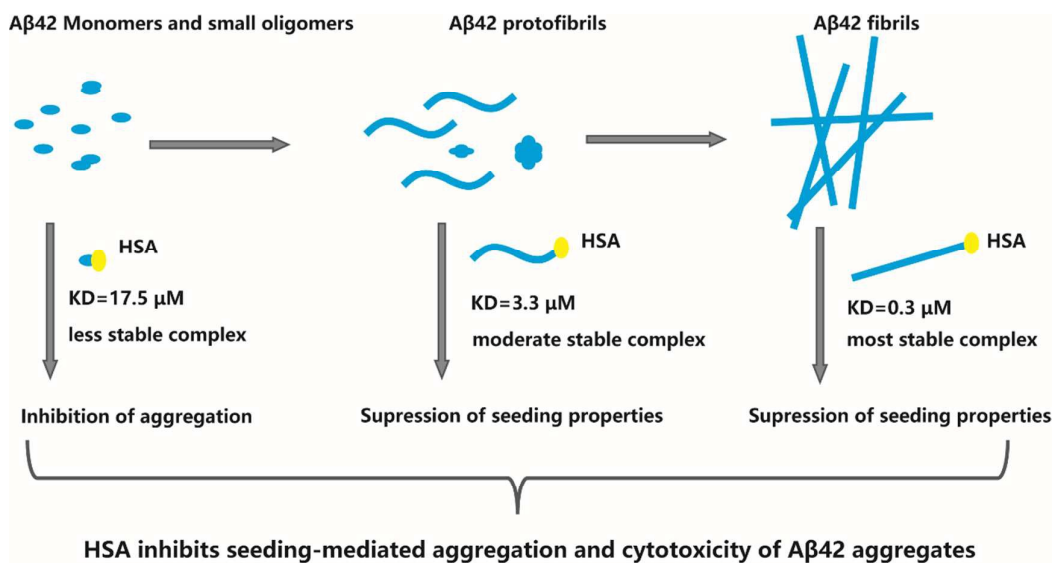 Aβ42 Monomers and small oligomers
Aβ42 protofibrils
Aβ42 fibrils
HSA
KD=17.5 μM
less stable complex
HSA
KD=3.3 μM
moderate stable complex
HSA
KD=0.3 μM
most stable complex
Inhibition of aggregation
Supression of seeding properties
Supression of seeding properties
HSA inhibits seeding-mediated aggregation and cytotoxicity of Aβ42 aggregates